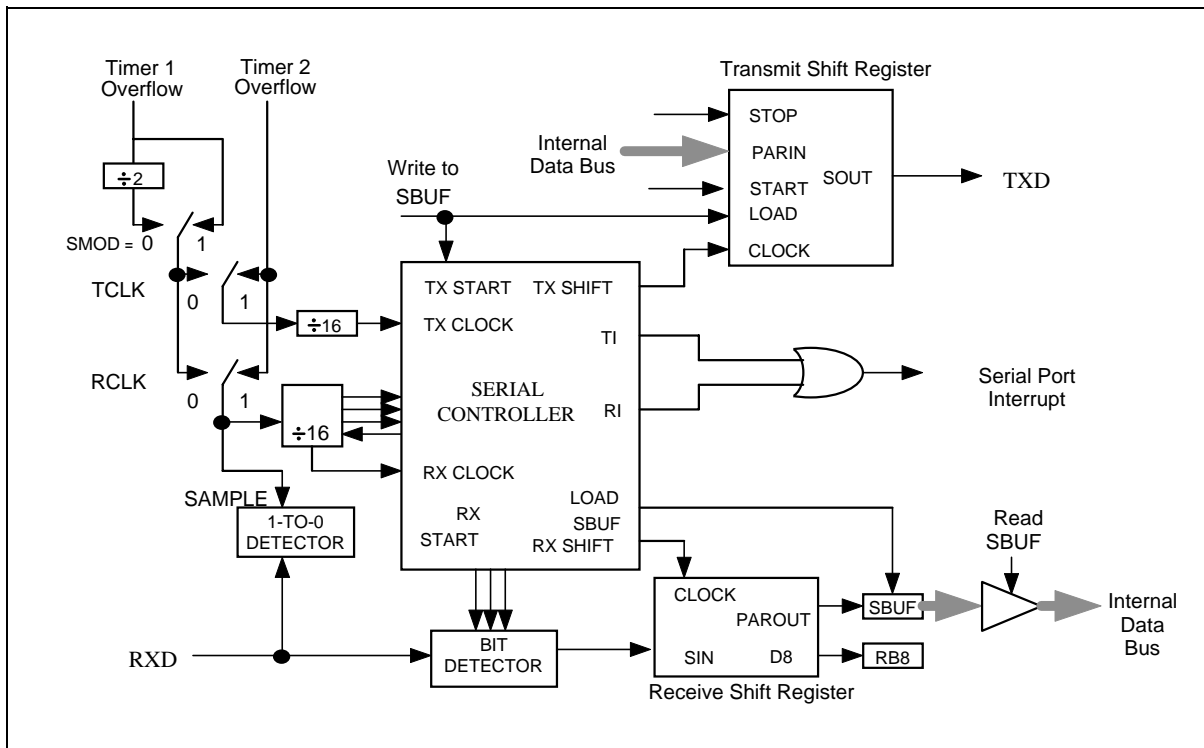 Timer 1
Overflow
Timer 2
Overflow
÷2
SMOD = 0
1
TCLK
0
1
RCLK
0
1
÷16
÷16
SAMPLE
1-TO-0
DETECTOR
RXD
Write to
SBUF
Internal
Data Bus
Transmit Shift Register
STOP
PARIN
START
LOAD
CLOCK
SOUT
TXD
TX START
TX SHIFT
TX CLOCK
TI
SERIAL
CONTROLLER
RI
RX CLOCK
LOAD
SBUF
RX
START
RX SHIFT
Serial Port
Interrupt
BIT
DETECTOR
CLOCK
PAROUT
SIN
D8
Receive Shift Register
SBUF
RB8
Read
SBUF
Internal
Data
Bus